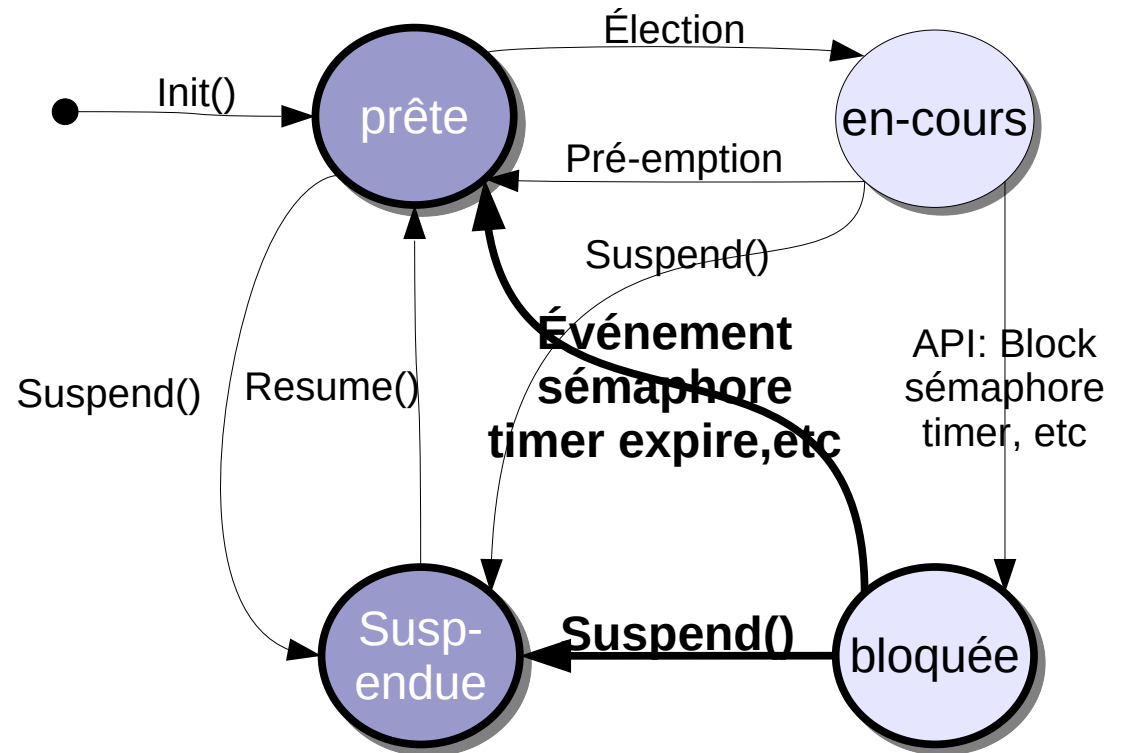 Élection
Init()
prête
en-cours
Pré-emption
Suspend()
Événement
sémaphore
timer expire,etc
API: Block
sémaphore
timer, etc
Suspend()
Resume()
Susp-
endue
Suspend()
bloquée